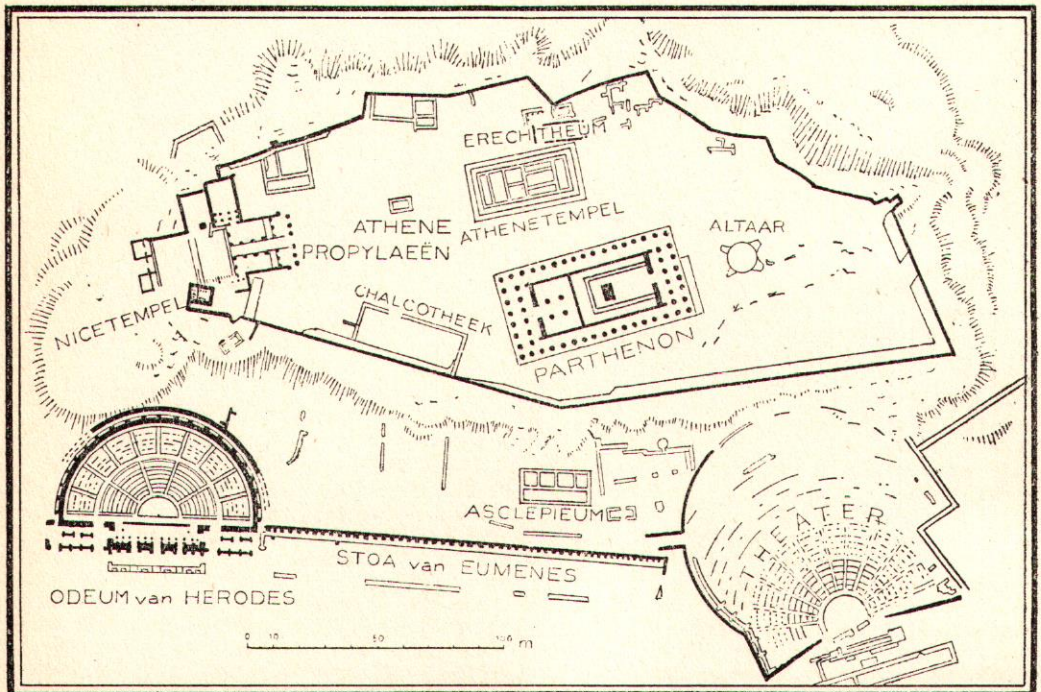 ERECHTHEUM
ATHENE
ATHENETEMPEL
ALTAAR
PROPYLAEËN
NICETEMPEL
CHALCOTHEEK
PARTHENON
ASCLEPIEUM
THEATER
STOA van EUMENES
ODEUM van HERODES
0 10 50 100 m